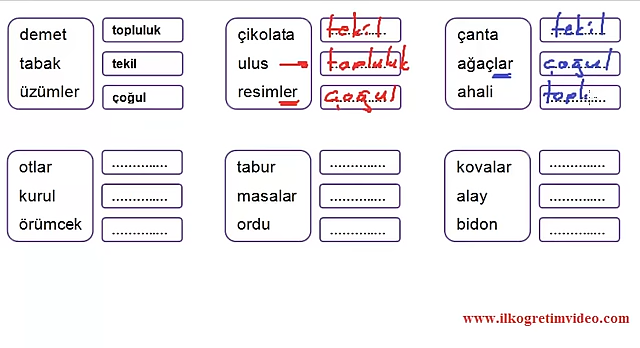 demet topluluk
tabak tekil
üzümler çoğul
çikolata tekil
ulus topluluk
resimler çoğul
çanta tekil
ağaçlar çoğul
ahali topl
otlar ..............
kurul ..............
örümcek ..............
tabur ..............
masalar ..............
ordu ..............
kovalar ..............
alay ..............
bidon ..............
www.ilkogretimvideo.com